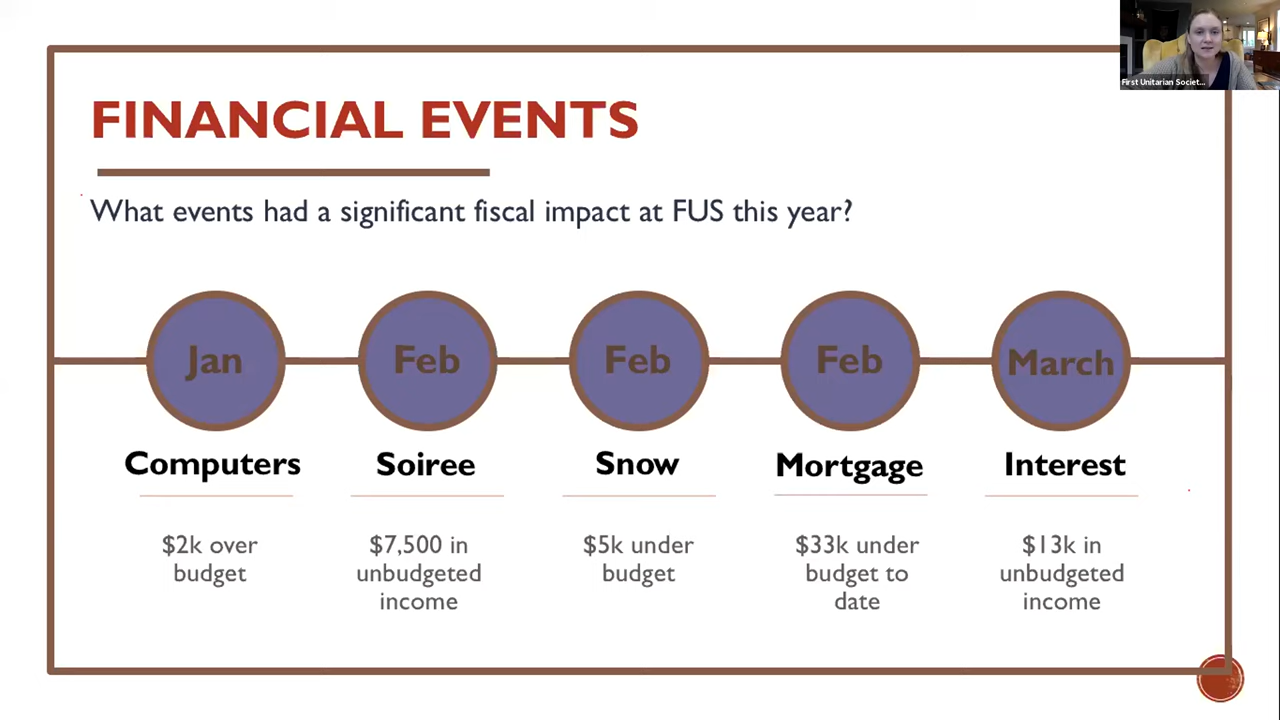 First Unitarian Societ...
FINANCIAL EVENTS
What events had a significant fiscal impact at FUS this year?
Jan
Feb
Feb
Feb
March
Computers
Soiree
Snow
Mortgage
Interest
$2k over
budget
$7,500 in
unbudgeted
income
$5k under
budget
$33k under
budget to
date
$13k in
unbudgeted
income